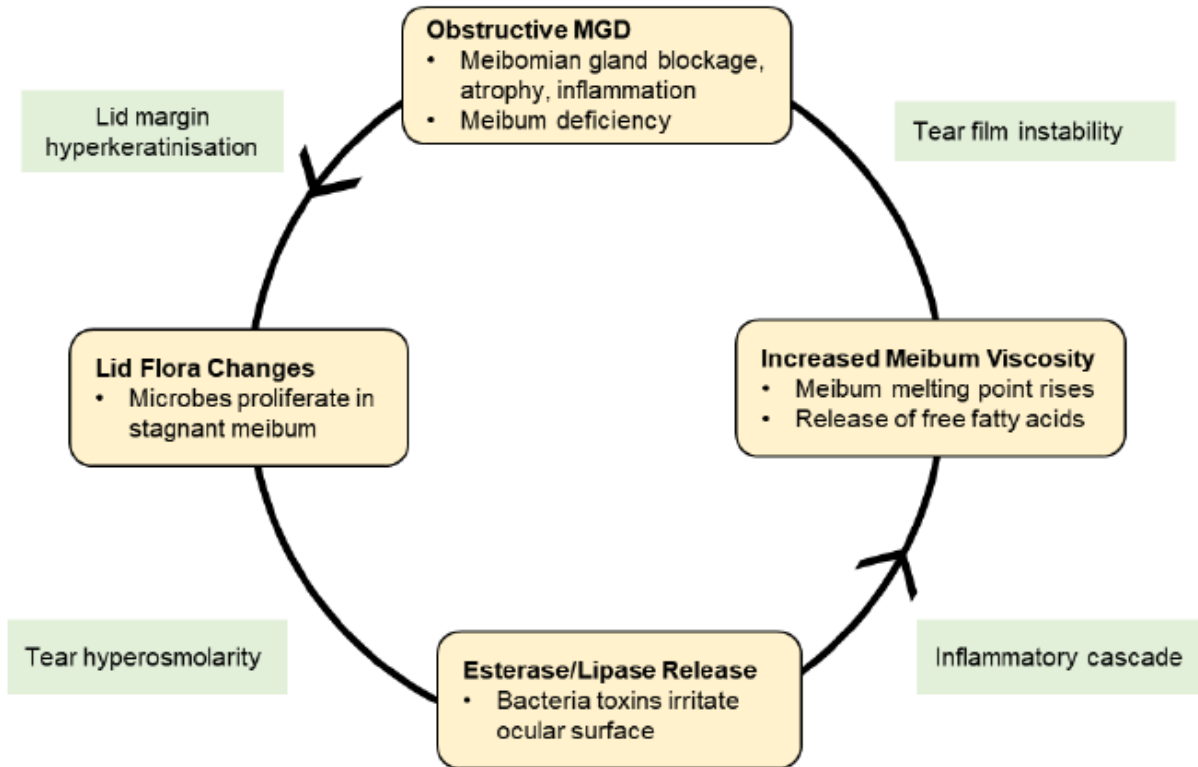 Obstructive MGD
• Meibomian gland blockage,
atrophy, inflammation
• Meibum deficiency
Lid margin
hyperkeratinisation
Tear film instability
Lid Flora Changes
• Microbes proliferate in
stagnant meibum
Increased Meibum Viscosity
• Meibum melting point rises
• Release of free fatty acids
Tear hyperosmolarity
Esterase/Lipase Release
• Bacteria toxins irritate
ocular surface
Inflammatory cascade